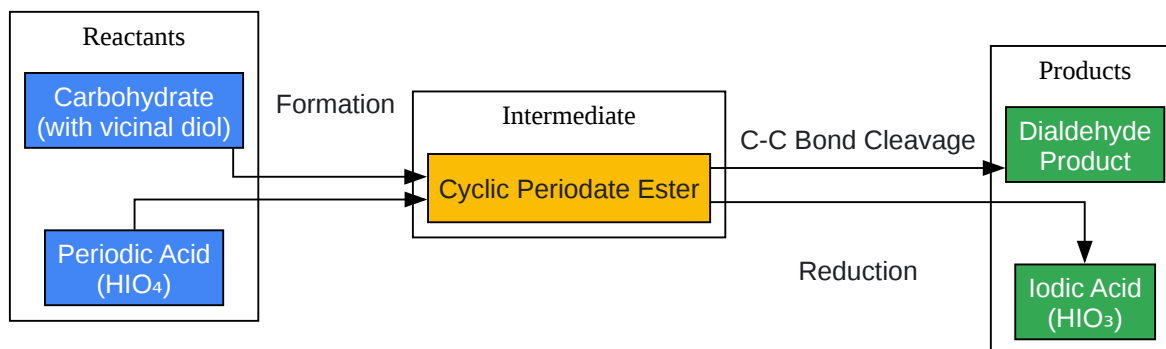 Reactants
Carbohydrate
(with vicinal diol)
Periodic Acid
(HIO₄)
Formation
Intermediate
Cyclic Periodate Ester
C-C Bond Cleavage
Reduction
Products
Dialdehyde
Product
Iodic Acid
(HIO₃)